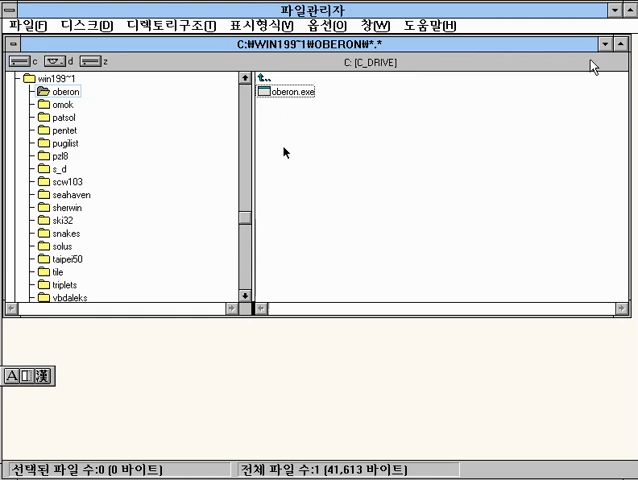 파일관리자
파일(F) 디스크(D) 디렉토리구조(T) 표시형식(V) 옵션(O) 창(W) 도움말(H)
C:₩WIN199~1₩OBERON₩*.*
c d z C: [C_DRIVE]
win199~1
oberon
omok
patsol
pentet
pugilist
pzl8
s_d
scw103
seahaven
sherwin
ski32
snakes
solus
taipei50
tile
triplets
vbdaleks
..
oberon.exe
A 漢
선택된 파일 수:0 (0 바이트) 전체 파일 수:1 (41,613 바이트)